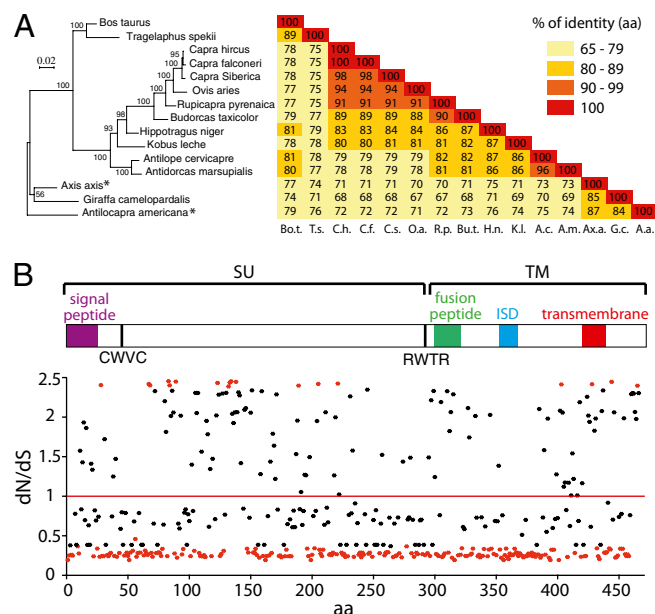 A
0.02
Bos taurus
Tragelaphus spekii
Capra hircus
Capra falconeri
Capra Siberica
Ovis aries
Rupicapra pyrenaica
Budorcas taxicolor
Hippotragus niger
Kobus leche
Antilope cervicapre
Antidorcas marsupialis
Axis axis*
Giraffa camelopardalis
Antilocapra americana*
100
100
95
100
100
100
100
98
93
100
100
56
100
89 100
78 75 100
78 75 100 100
78 75 98 98 100
77 75 94 94 94 100
77 75 91 91 91 91 100
79 77 89 89 89 88 90 100
81 79 83 84 84 84 86 87 100
78 78 80 80 81 81 81 82 87 100
81 78 79 79 79 79 82 82 86 86 100
80 77 78 79 79 79 82 81 87 86 96 100
77 74 71 71 71 70 72 74 75 71 73 73 100
74 71 68 67 68 67 68 71 68 69 70 69 85 100
79 76 72 72 72 71 73 74 75 74 75 74 87 84 100
Bo.t. T.s. C.h. C.f. C.s. O.a. R.p. Bu.t. H.n. K.l. A.c. A.m. Ax.a. G.c. A.a.
% of identity (aa)
65 - 79
80 - 89
90 - 99
100
B
SU
TM
signal peptide
fusion peptide
ISD
transmembrane
CWVC
RWTR
dN/dS
2.5
2
1.5
1
0.5
0
0 50 100 150 200 250 300 350 400 450
aa